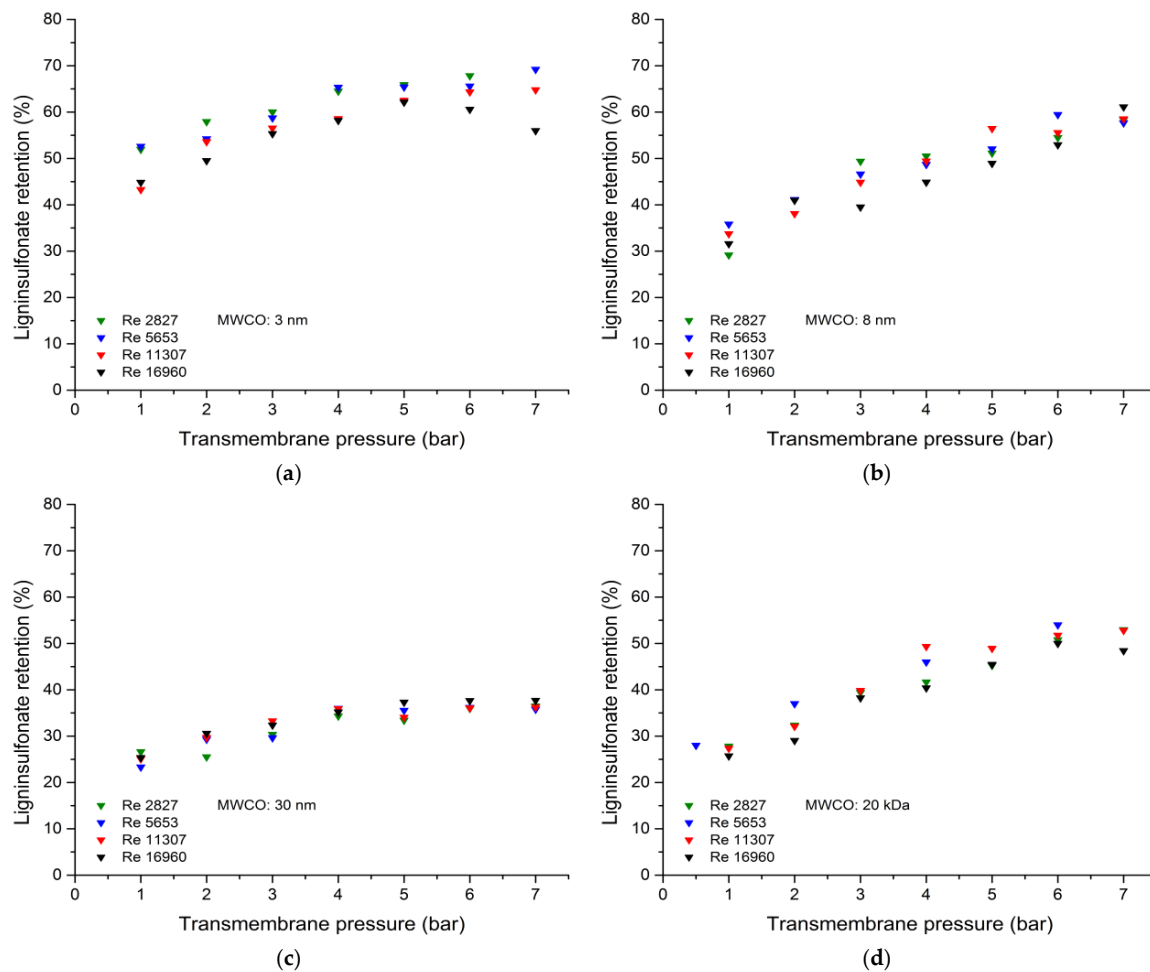 80
70
60
50
40
30
20
10
0
Ligninsulfonate retention (%)
Re 2827 MWCO: 3 nm
Re 5653
Re 11307
Re 16960
0 1 2 3 4 5 6 7
Transmembrane pressure (bar)
(a)
80
70
60
50
40
30
20
10
0
Ligninsulfonate retention (%)
Re 2827 MWCO: 8 nm
Re 5653
Re 11307
Re 16960
0 1 2 3 4 5 6 7
Transmembrane pressure (bar)
(b)
80
70
60
50
40
30
20
10
0
Ligninsulfonate retention (%)
Re 2827 MWCO: 30 nm
Re 5653
Re 11307
Re 16960
0 1 2 3 4 5 6 7
Transmembrane pressure (bar)
(c)
80
70
60
50
40
30
20
10
0
Ligninsulfonate retention (%)
Re 2827 MWCO: 20 kDa
Re 5653
Re 11307
Re 16960
0 1 2 3 4 5 6 7
Transmembrane pressure (bar)
(d)